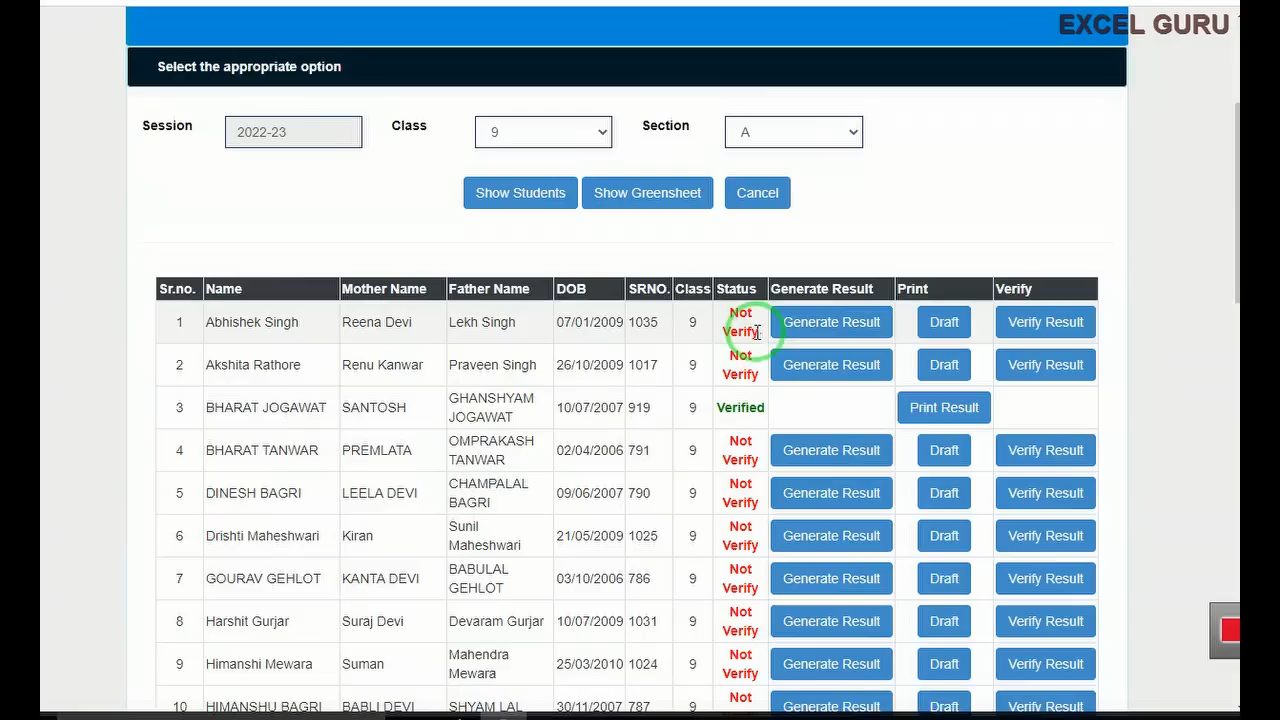 EXCEL GURU
Select the appropriate option
Session 2022-23 Class 9 Section A
Show Students Show Greensheet Cancel
Sr.no. Name Mother Name Father Name DOB SRNO. Class Status Generate Result Print Verify
1 Abhishek Singh Reena Devi Lekh Singh 07/01/2009 1035 9 Not Verify Generate Result Draft Verify Result
2 Akshita Rathore Renu Kanwar Praveen Singh 26/10/2009 1017 9 Not Verify Generate Result Draft Verify Result
3 BHARAT JOGAWAT SANTOSH GHANSHYAM JOGAWAT 10/07/2007 919 9 Verified Print Result
4 BHARAT TANWAR PREMLATA OMPRAKASH TANWAR 02/04/2006 791 9 Not Verify Generate Result Draft Verify Result
5 DINESH BAGRI LEELA DEVI CHAMPALAL BAGRI 09/06/2007 790 9 Not Verify Generate Result Draft Verify Result
6 Drishti Maheshwari Kiran Sunil Maheshwari 21/05/2009 1025 9 Not Verify Generate Result Draft Verify Result
7 GOURAV GEHLOT KANTA DEVI BABULAL GEHLOT 03/10/2006 786 9 Not Verify Generate Result Draft Verify Result
8 Harshit Gurjar Suraj Devi Devaram Gurjar 10/07/2009 1031 9 Not Verify Generate Result Draft Verify Result
9 Himanshi Mewara Suman Mahendra Mewara 25/03/2010 1024 9 Not Verify Generate Result Draft Verify Result
10 HIMANSHU BAGRI BABLI DEVI SHYAM LAL 30/11/2007 787 9 Not Generate Result Draft Verify Result